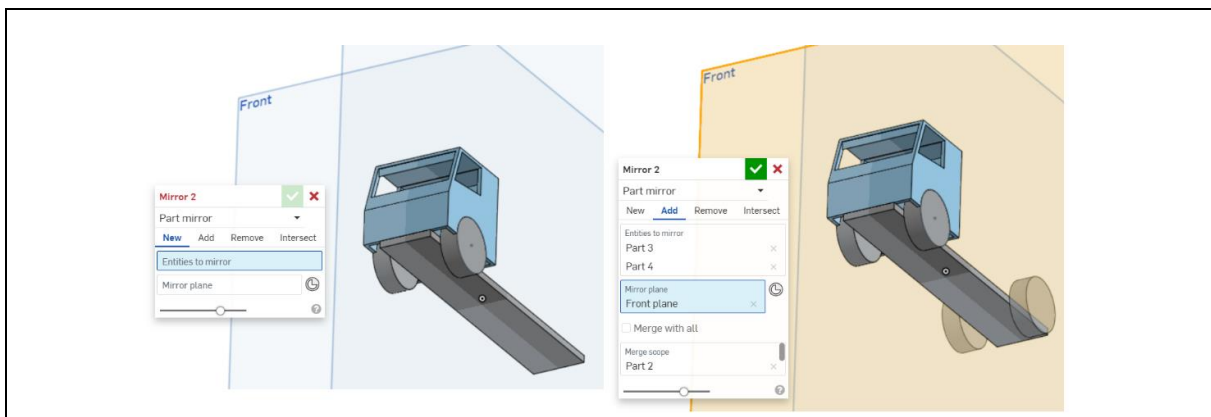 Front
Mirror 2
Part mirror
New Add Remove Intersect
Entities to mirror
Mirror plane
Front
Mirror 2
Part mirror
New Add Remove Intersect
Entities to mirror
Part 3
Part 4
Mirror plane
Front plane
Merge with all
Merge scope
Part 2